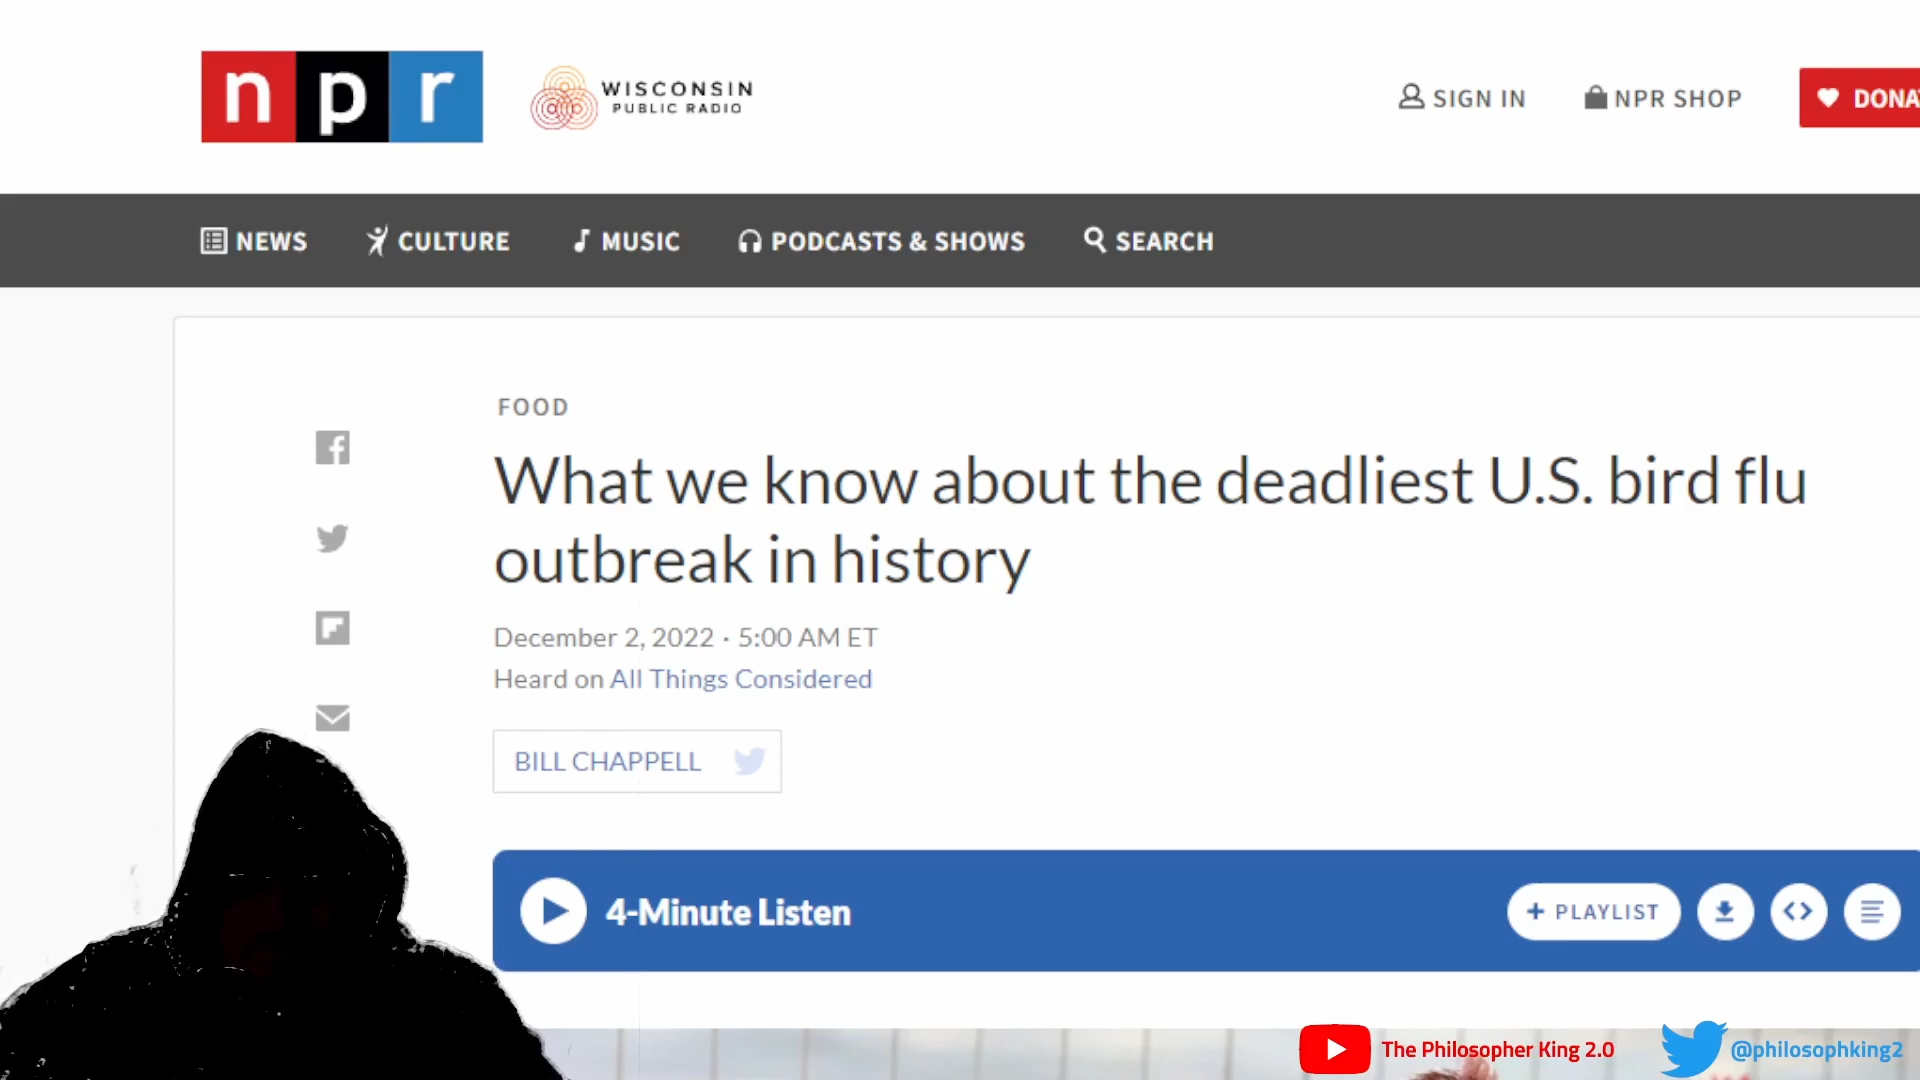 npr
WISCONSIN
PUBLIC RADIO
SIGN IN
NPR SHOP
DONA
NEWS
CULTURE
MUSIC
PODCASTS & SHOWS
SEARCH
FOOD
What we know about the deadliest U.S. bird flu
outbreak in history
December 2, 2022 · 5:00 AM ET
Heard on All Things Considered
BILL CHAPPELL
4-Minute Listen
+ PLAYLIST
The Philosopher King 2.0
@philosophking2